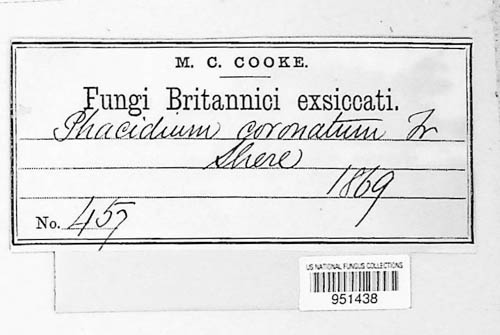 M. C. COOKE.
Fungi Britannici exsiccati.
Phacidium coronatum Fr
Shere
1869
No. 457
US NATIONAL FUNGUS COLLECTIONS
951438